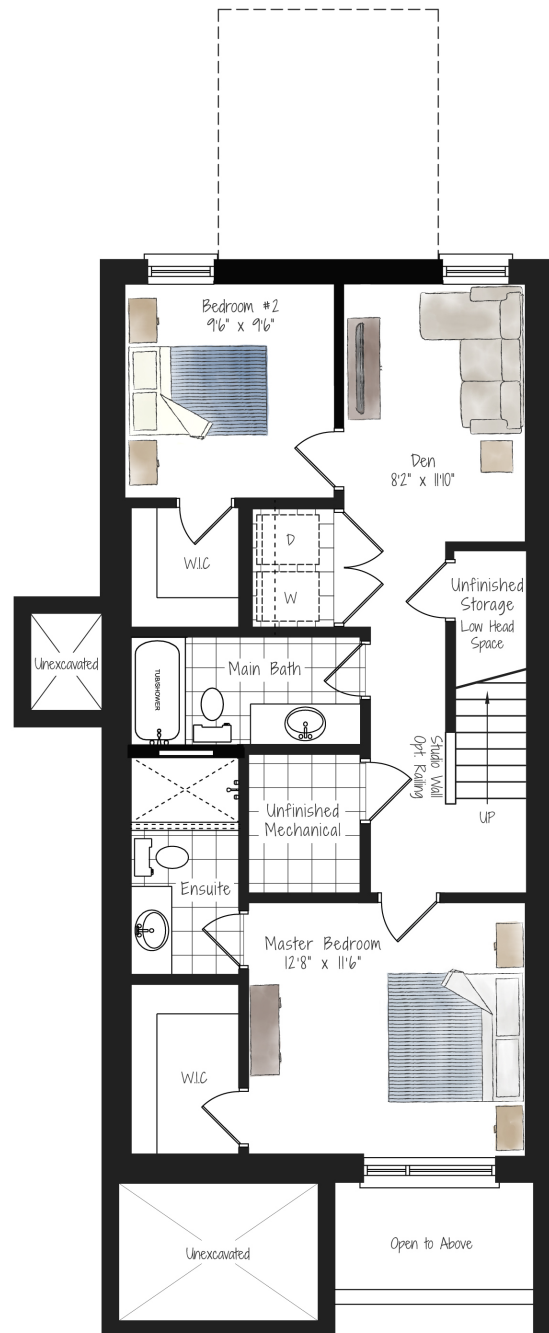 Bedroom #2
9'6" x 9'6"
Den
8'2" x 11'10"
W.I.C
D
W
Unfinished
Storage
Low Head
Space
Unexcavated
TUB/SHOWER
Main Bath
Studio Wall
Opt. Railing
UP
Unfinished
Mechanical
Ensuite
Master Bedroom
12'8" x 11'6"
W.I.C
Unexcavated
Open to Above